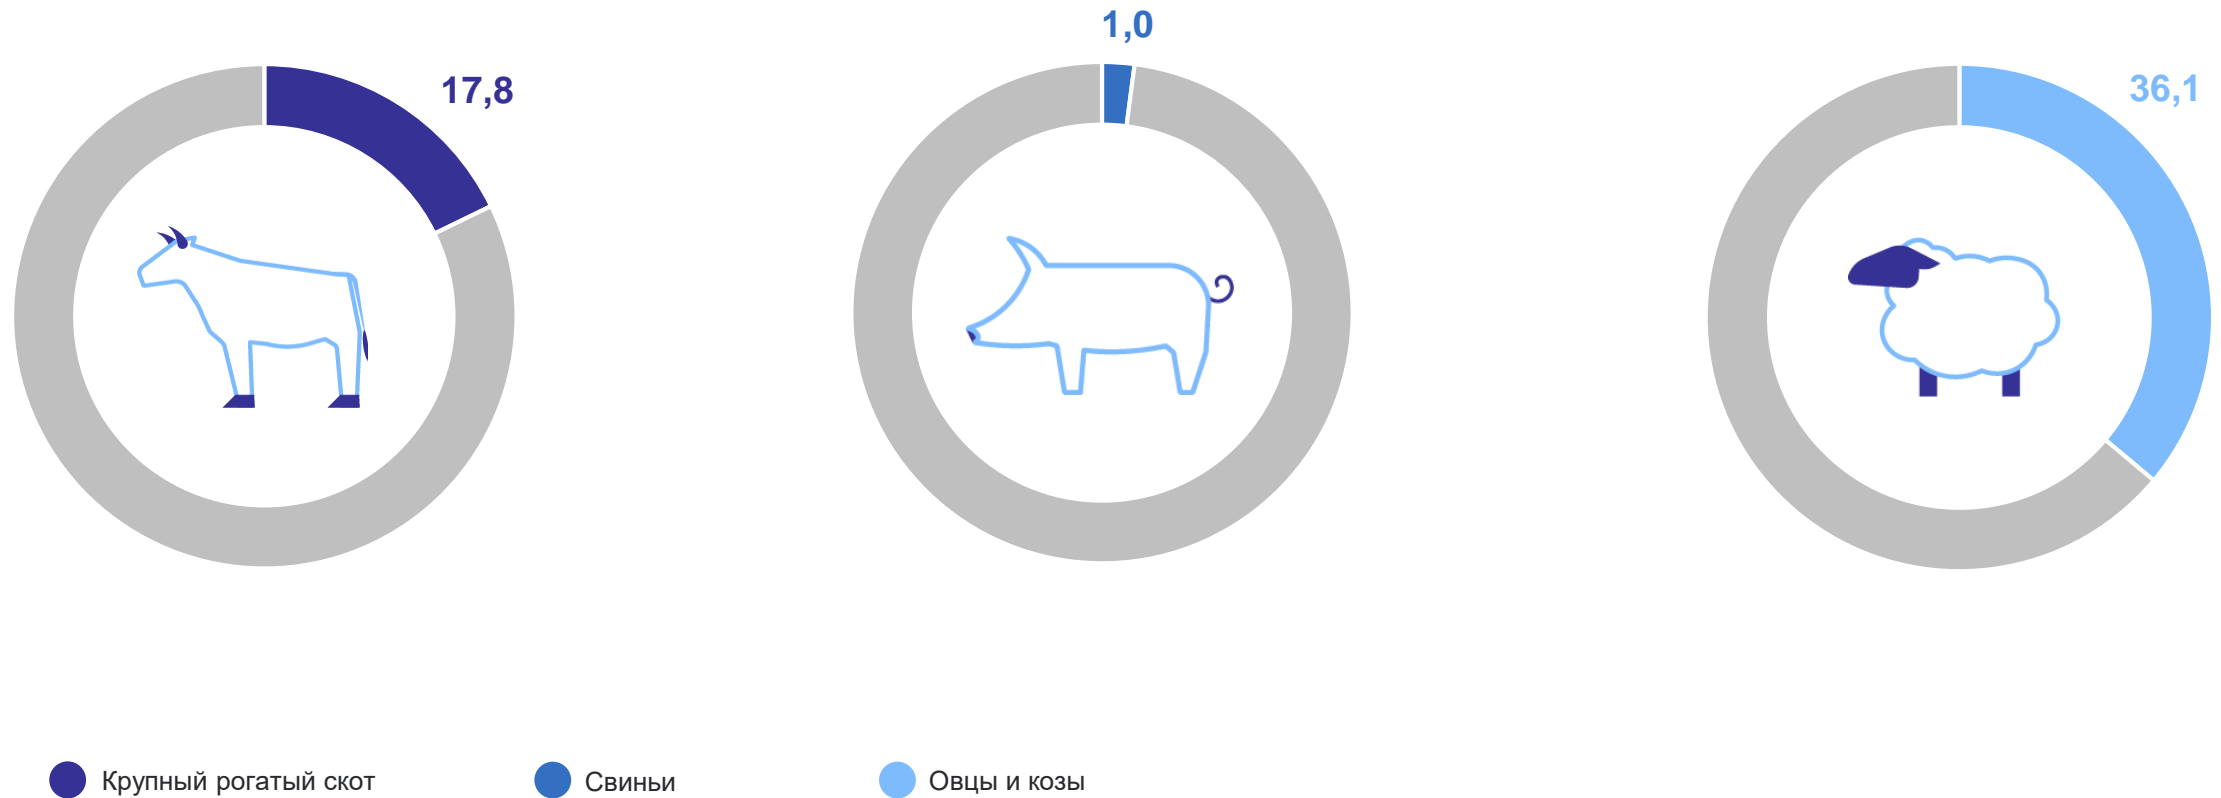 1,0
17,8
36,1
Крупный рогатый скот
Свиньи
Овцы и козы